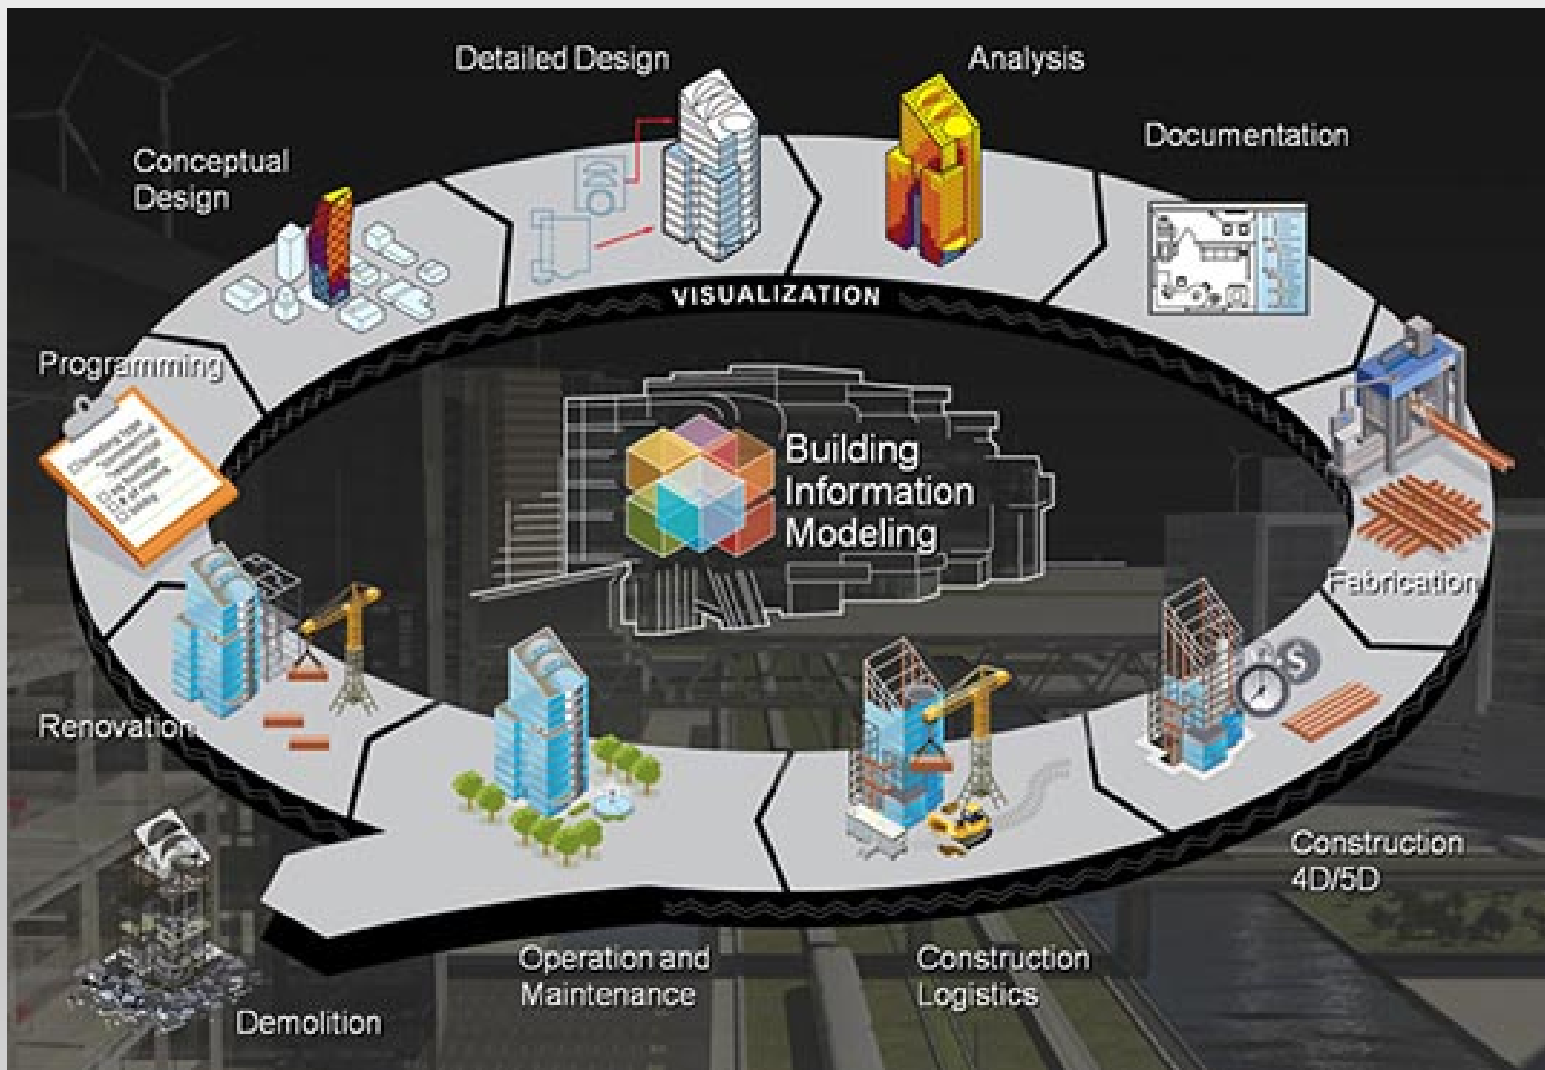 Detailed Design
Analysis
Documentation
Conceptual
Design
VISUALIZATION
Programming
Building
Information
Modeling
Fabrication
Renovation
$
Construction
4D/5D
Operation and
Maintenance
Construction
Logistics
Demolition